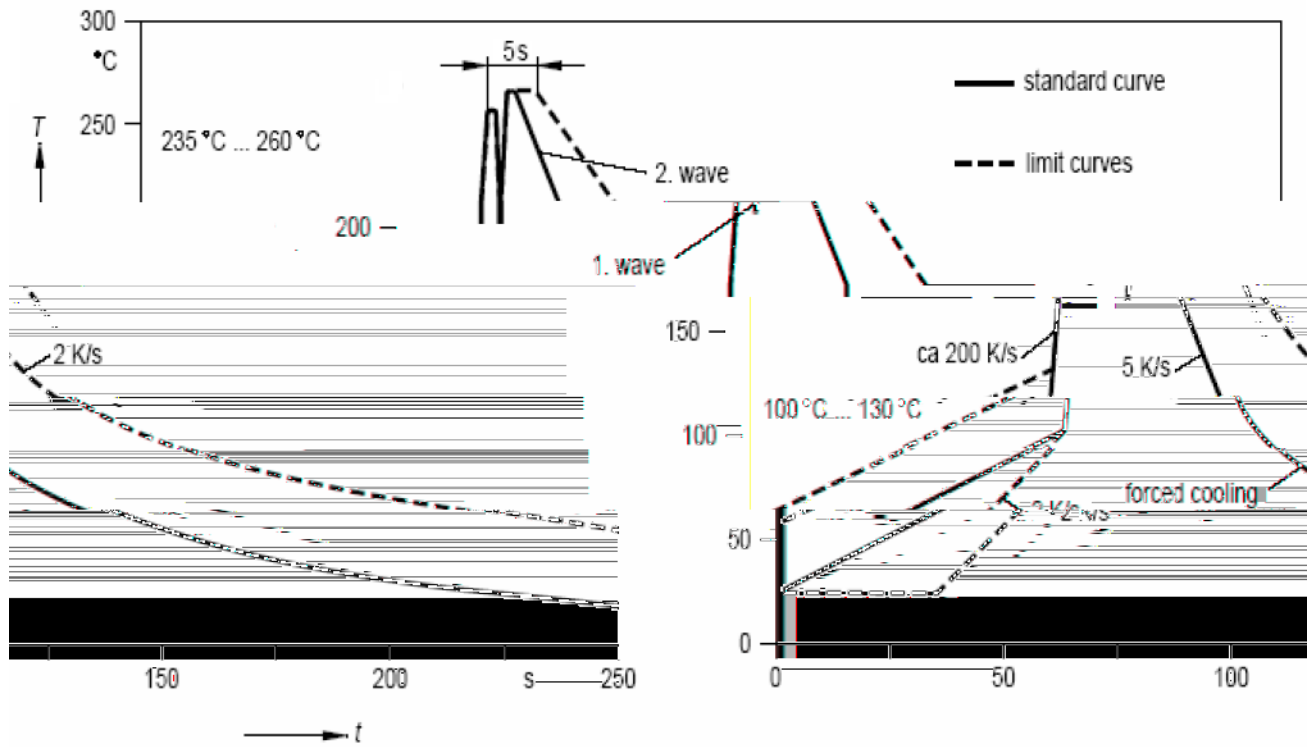 300
°C
5 s
standard curve
T
250
235 °C ... 260 °C
limit curves
2. wave
200
1. wave
150
2 K/s
ca 200 K/s
5 K/s
100 °C.... 130 °C
100
forced cooling
50
0
150
200
s
250
0
50
100
t